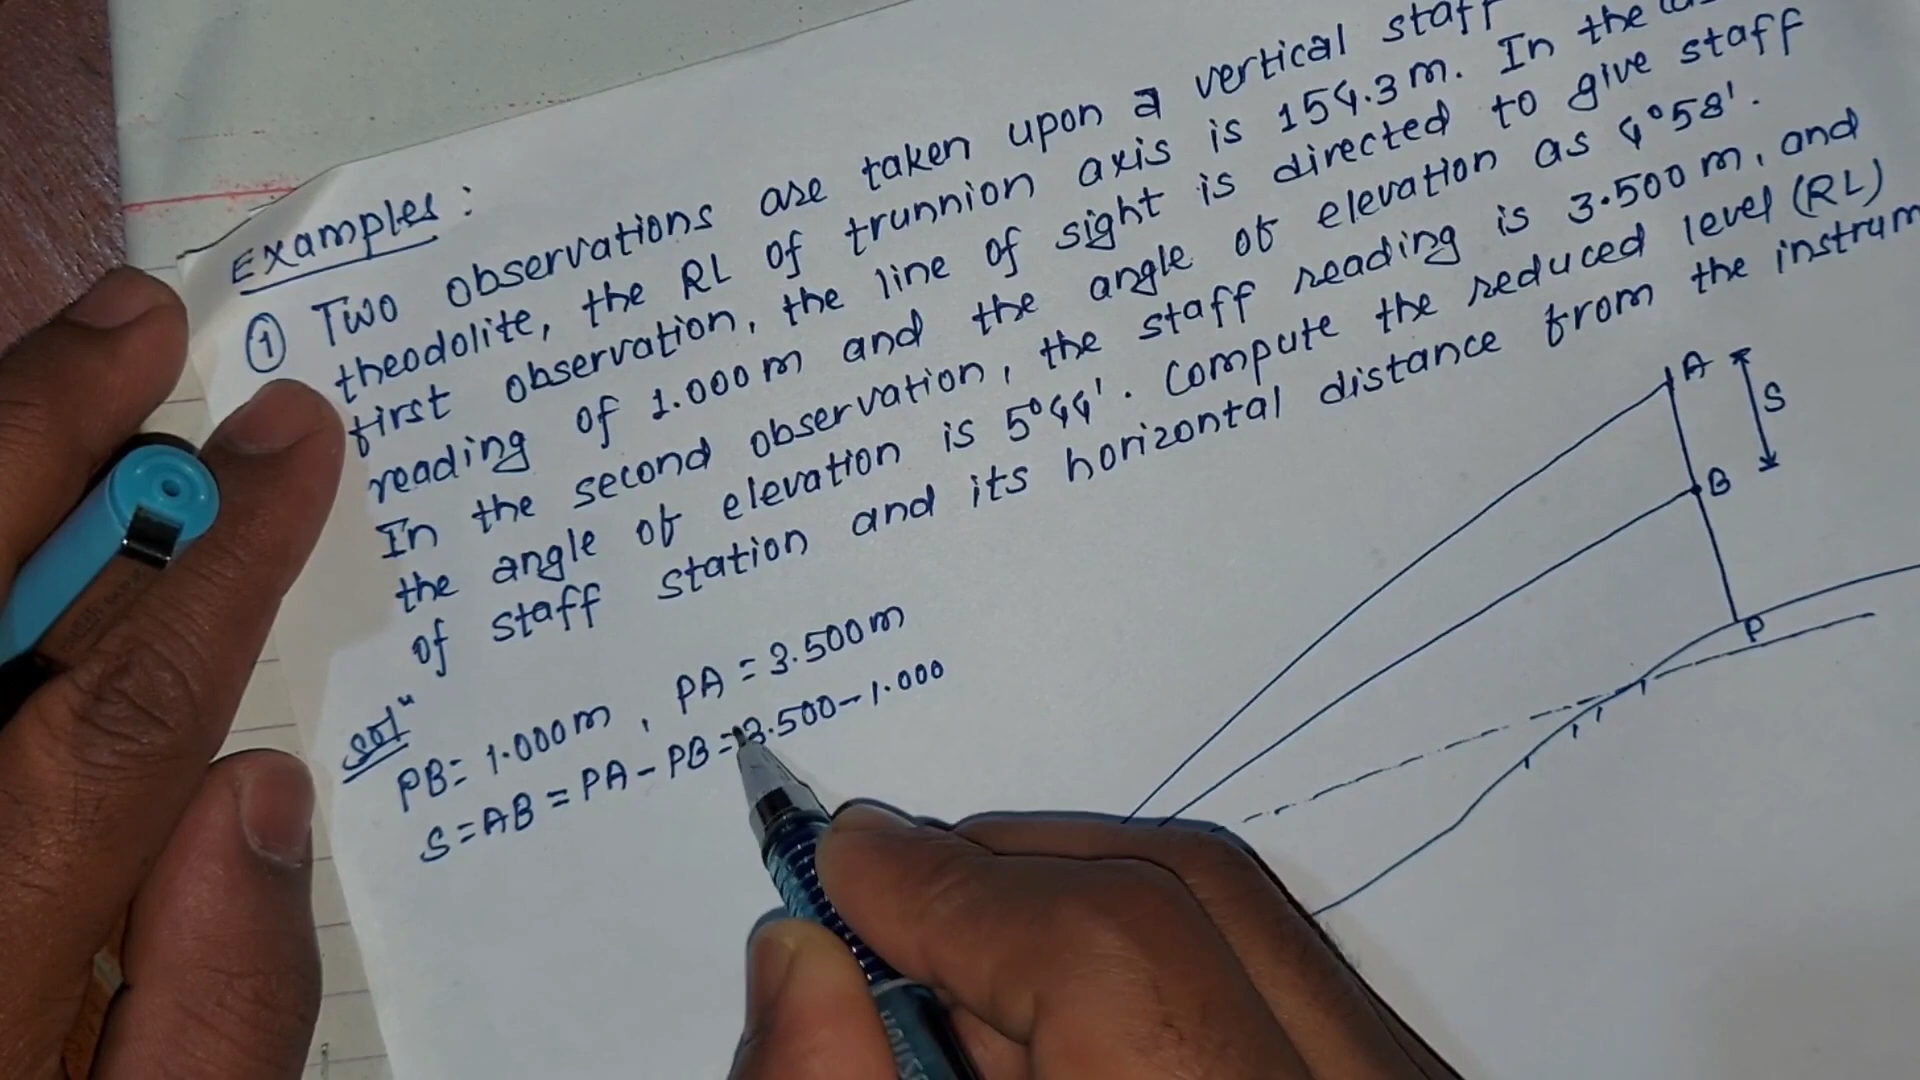 Examples :
① Two observations are taken upon a vertical staff
theodolite, the RL of trunnion axis is 154.3 m. In the
first observation, the line of sight is directed to give staff
reading of 1.000 m and the angle of elevation as 4°58'.
In the second observation, the staff reading is 3.500 m, and
the angle of elevation is 5°44'. Compute the reduced level (RL)
of staff station and its horizontal distance from the instrum
Solⁿ
PB = 1.000 m , PA = 3.500 m
S = AB = PA - PB = 3.500 - 1.000
A
S
B
P